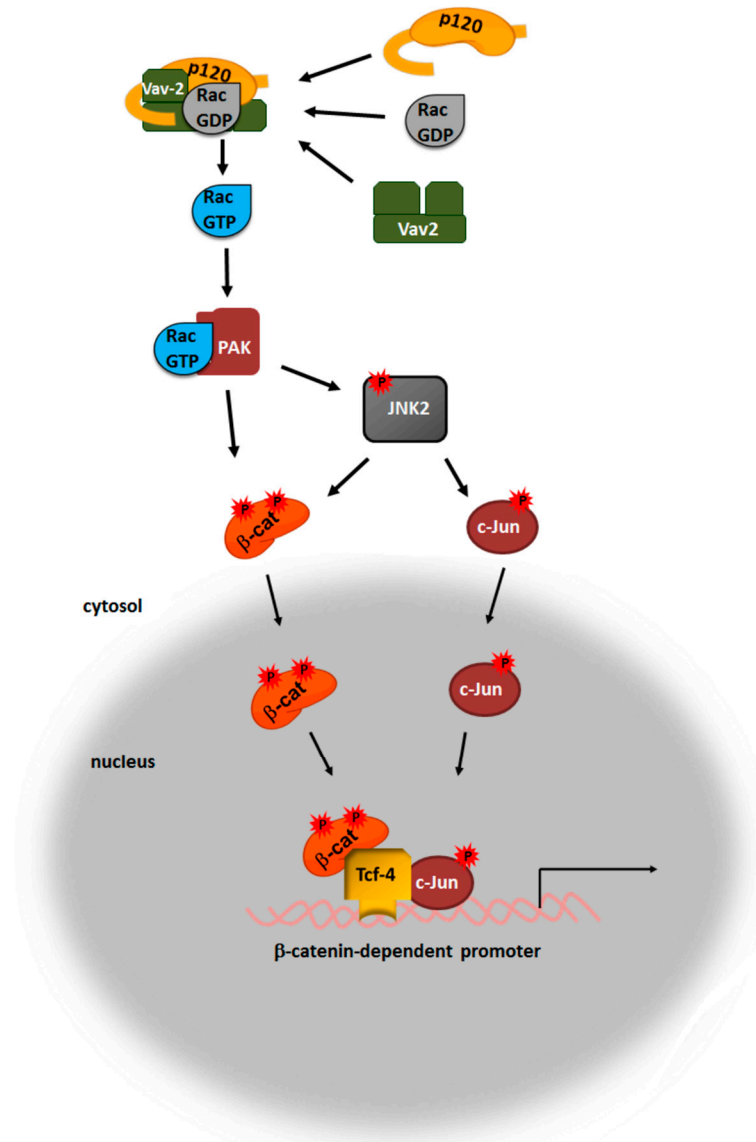 p120
p120
Vav-2
Rac
GDP
Rac
GDP
Rac
GTP
Vav2
Rac
GTP
PAK
P
JNK2
P
P
β-cat
P
c-Jun
cytosol
P
P
β-cat
P
c-Jun
nucleus
P
P
β-cat
Tcf-4
P
c-Jun
β-catenin-dependent promoter